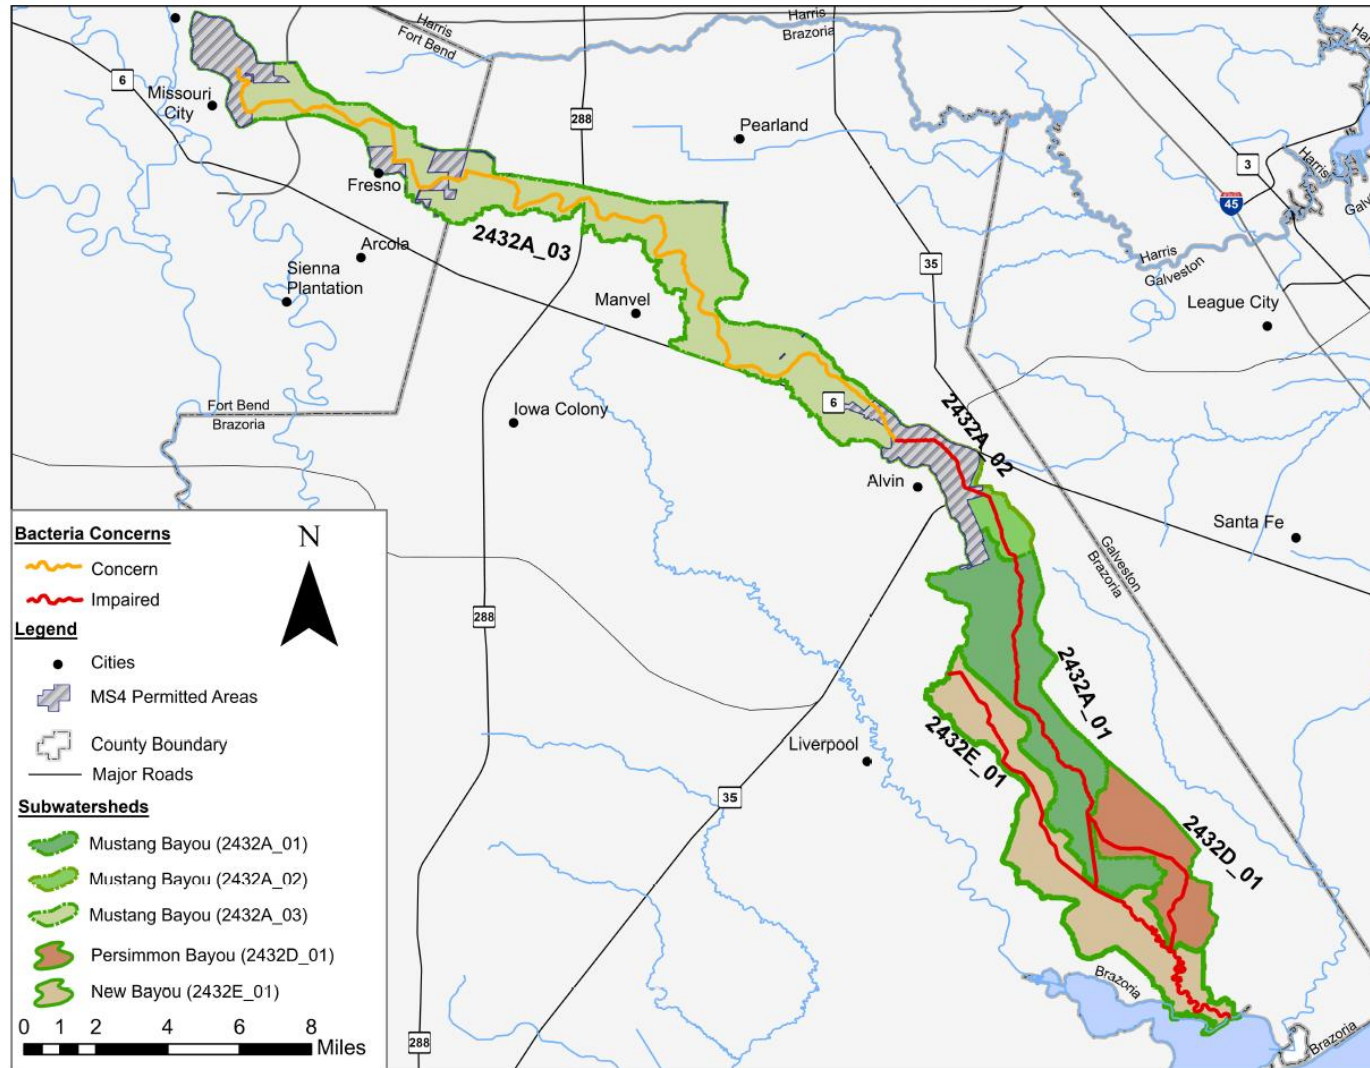 Harris
Fort Bend
Harris
Brazoria
6
Missouri
City
288
Pearland
3
Harris
45
Fresno
2432A_03
Arcola
Sienna
Plantation
35
Harris
Galveston
League City
Manvel
Fort Bend
Brazoria
Iowa Colony
6
2432A_02
Alvin
Santa Fe
Galveston
Brazoria
288
2432A_01
2432E_01
Liverpool
35
2432D_01
Brazoria
288
Brazoria
Bacteria Concerns
Concern
Impaired
N
Legend
Cities
MS4 Permitted Areas
County Boundary
Major Roads
Subwatersheds
Mustang Bayou (2432A_01)
Mustang Bayou (2432A_02)
Mustang Bayou (2432A_03)
Persimmon Bayou (2432D_01)
New Bayou (2432E_01)
0 1 2 4 6 8
Miles